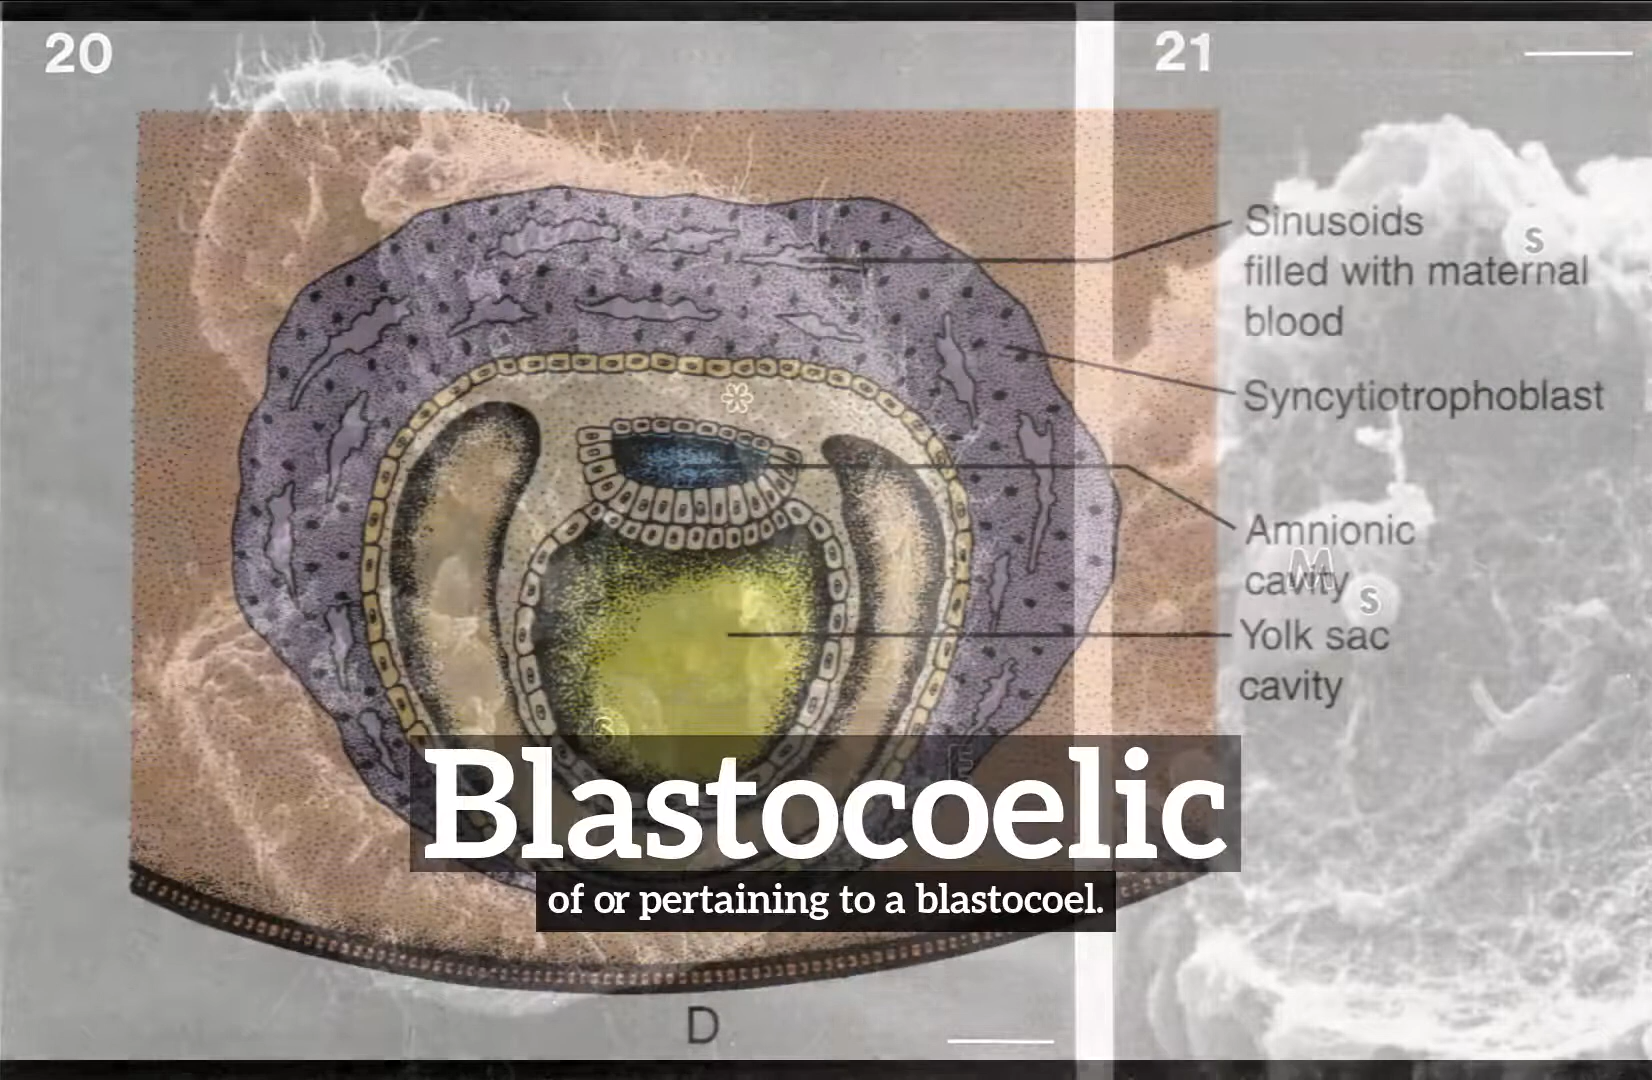 20
21
Sinusoids
S
filled with maternal
blood
Syncytiotrophoblast
Amnionic
M
cavity
S
Yolk sac
cavity
S
E
Blastocoelic
of or pertaining to a blastocoel.
D